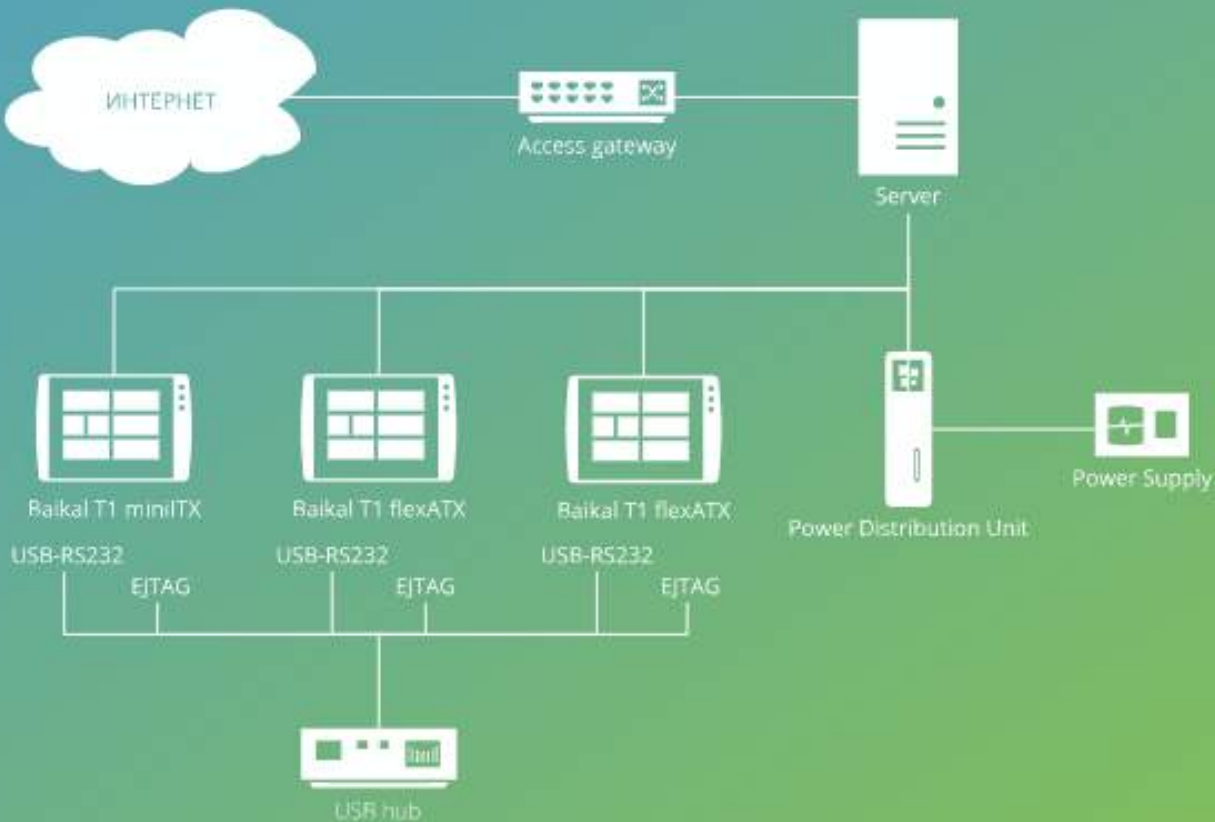 ИНТЕРНЕТ
Access gateway
Server
Baikal T1 miniITX
Baikal T1 flexATX
Baikal T1 flexATX
Power Distribution Unit
Power Supply
USB-RS232
USB-RS232
USB-RS232
EJTAG
EJTAG
EJTAG
USB hub